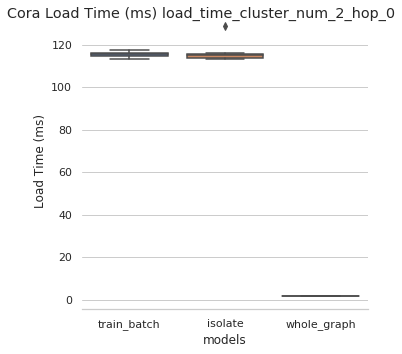 Cora Load Time (ms) load_time_cluster_num_2_hop_0
120
100
80
60
40
20
0
Load Time (ms)
train_batch
isolate
whole_graph
models